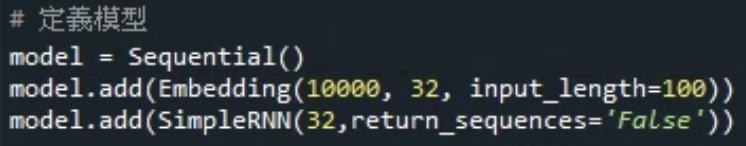 # 定義模型
model = Sequential()
model.add(Embedding(10000, 32, input_length=100))
model.add(SimpleRNN(32,return_sequences='False'))